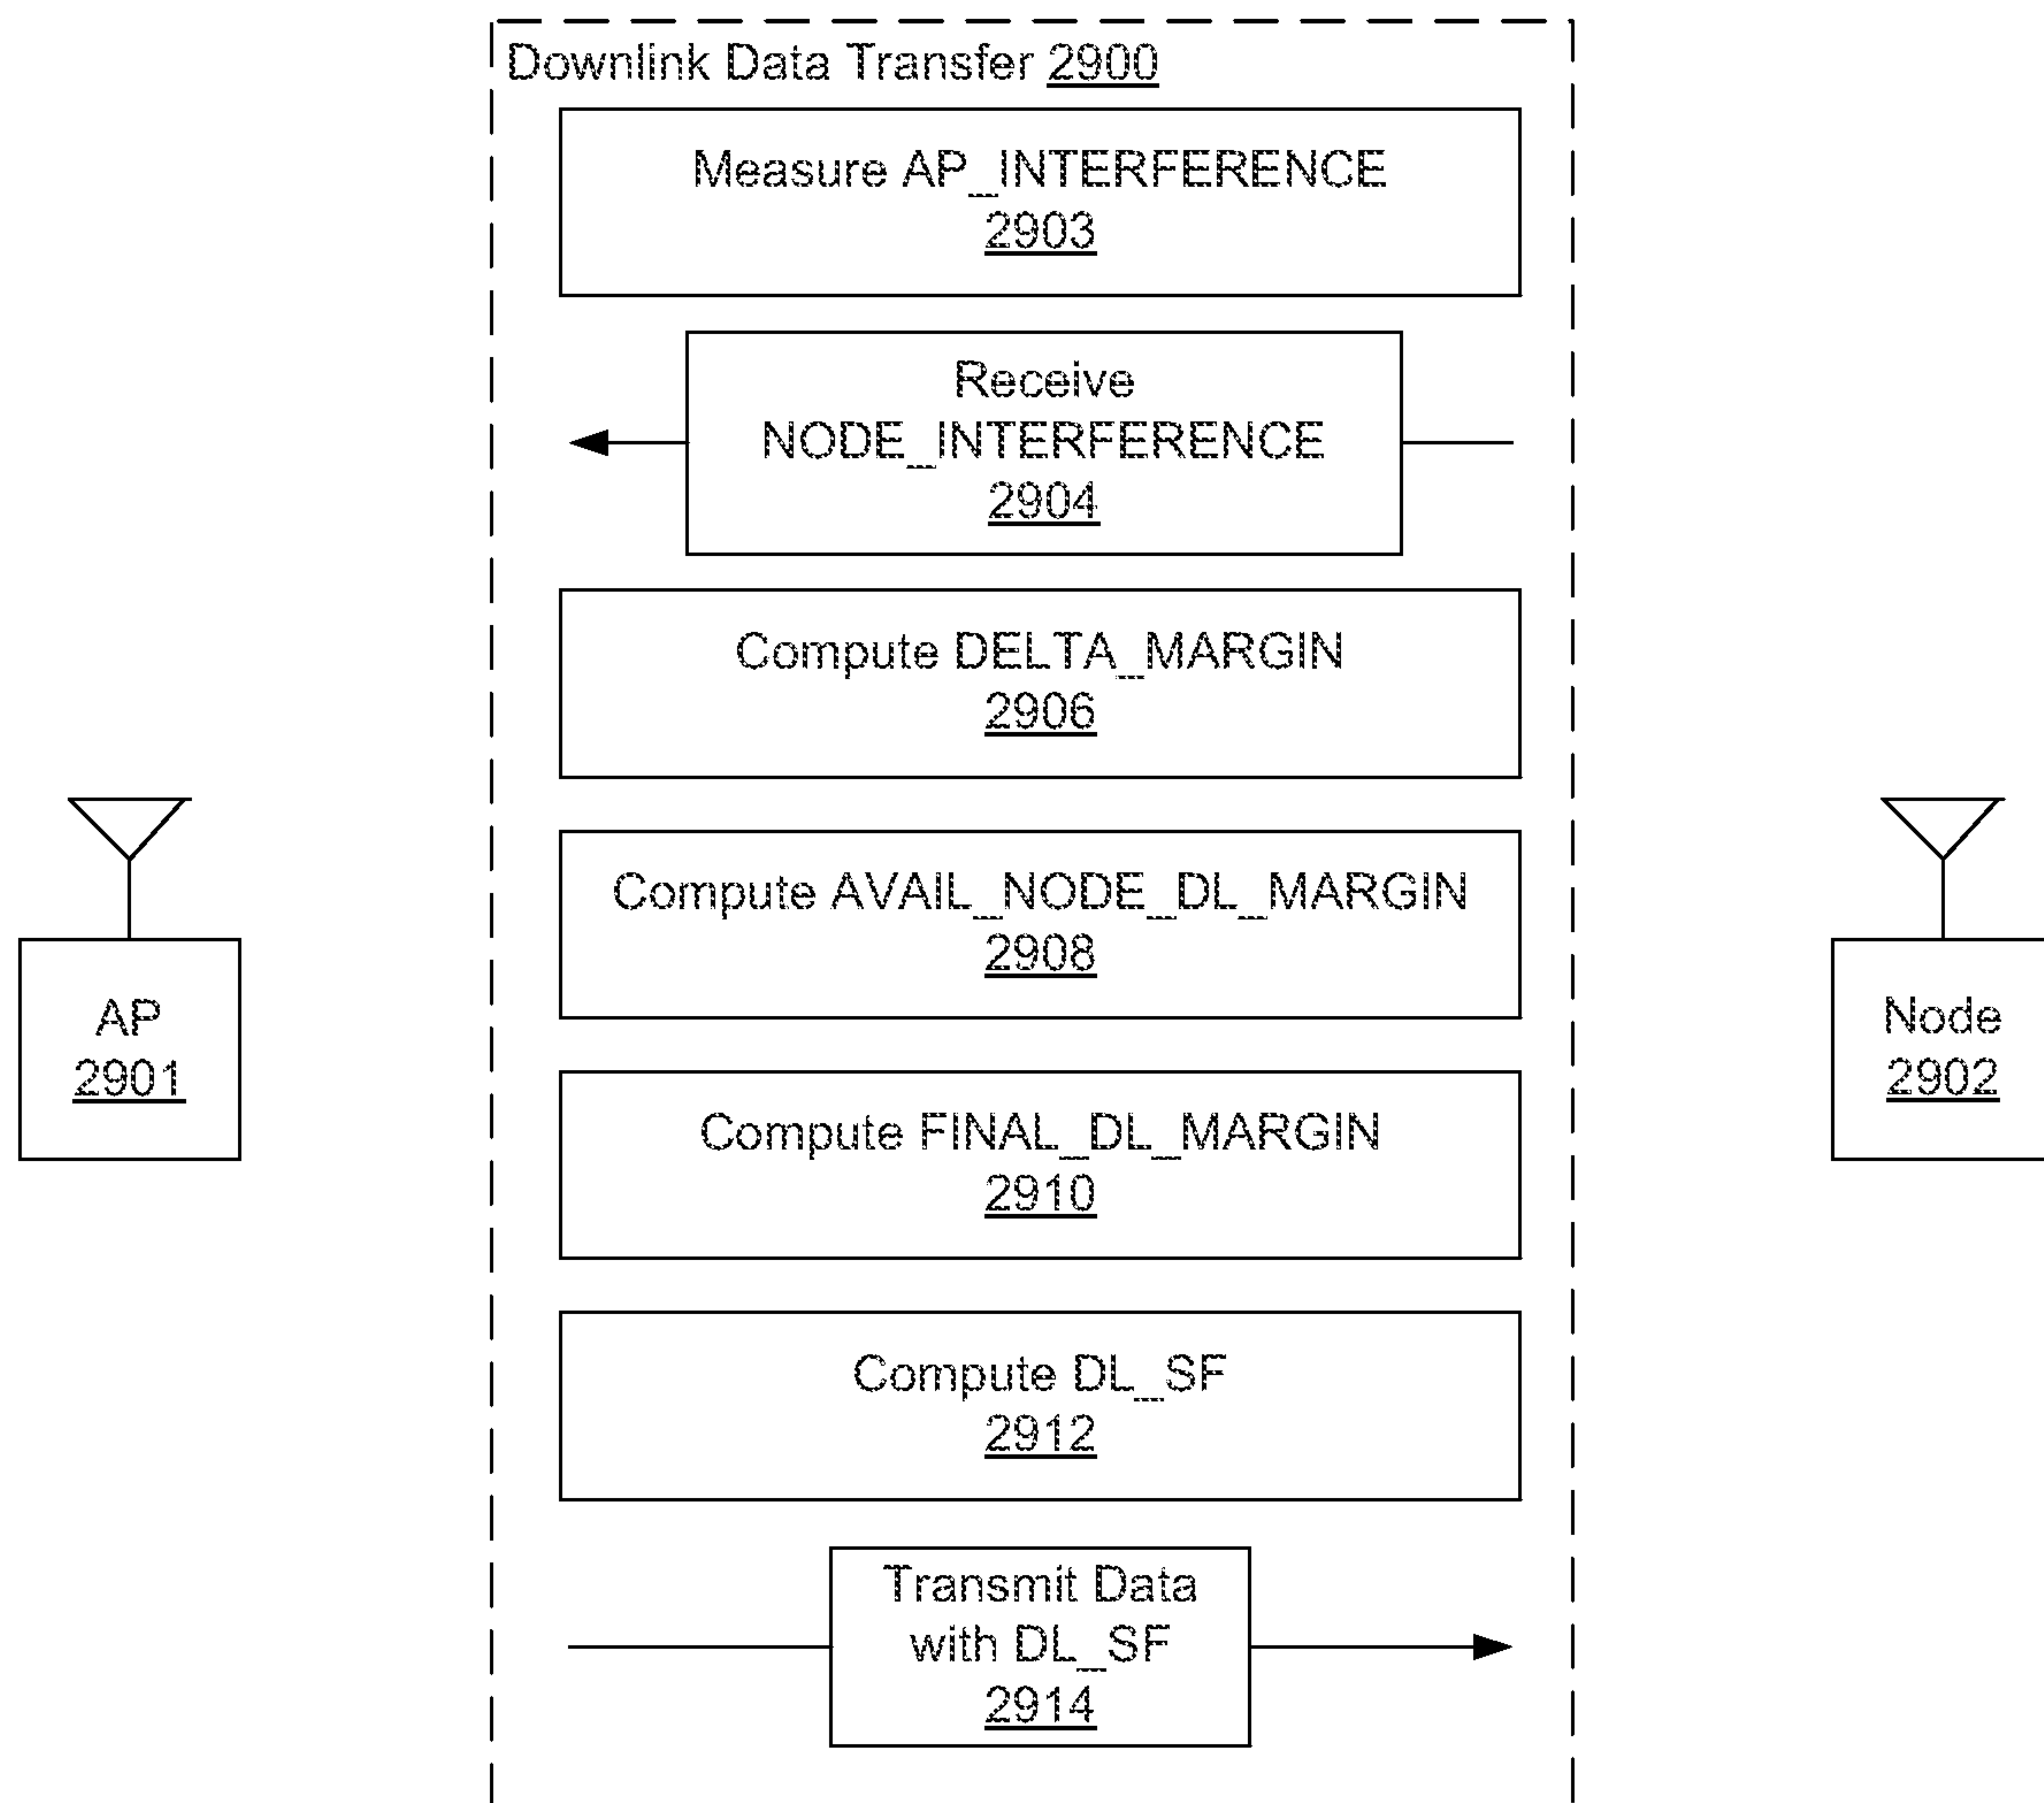 Downlink Data Transfer 2900
Measure AP_INTERFERENCE
2903
Receive
NODE_INTERFERENCE
2904
Compute DELTA_MARGIN
2906
Compute AVAIL_NODE_DL_MARGIN
2908
AP
2901
Node
2902
Compute FINAL_DL_MARGIN
2910
Compute DL_SF
2912
Transmit Data
with DL_SF
2914